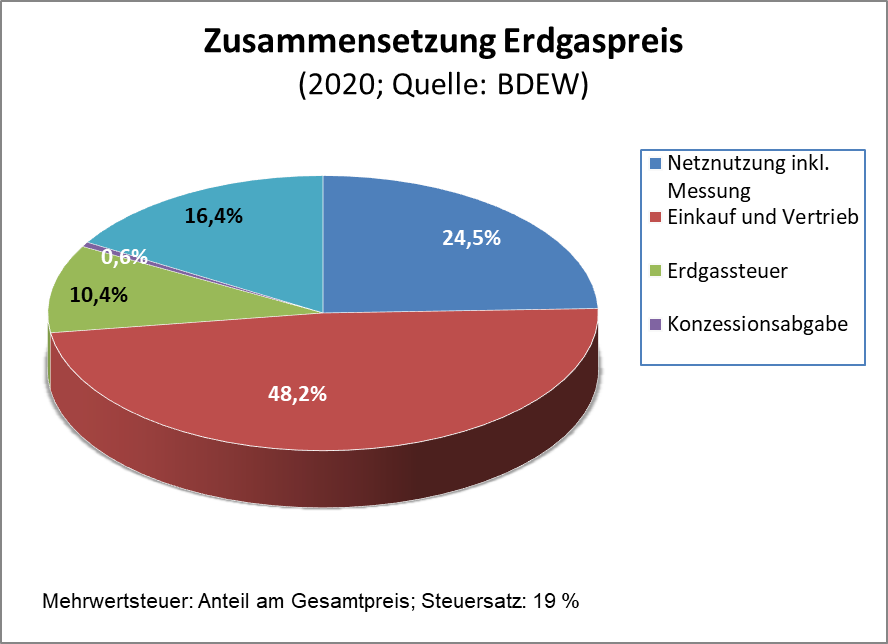 Zusammensetzung Erdgaspreis
(2020; Quelle: BDEW)
16,4%
24,5%
0,6%
10,4%
48,2%
Netznutzung inkl.
Messung
Einkauf und Vertrieb
Erdgassteuer
Konzessionsabgabe
Mehrwertsteuer: Anteil am Gesamtpreis; Steuersatz: 19 %